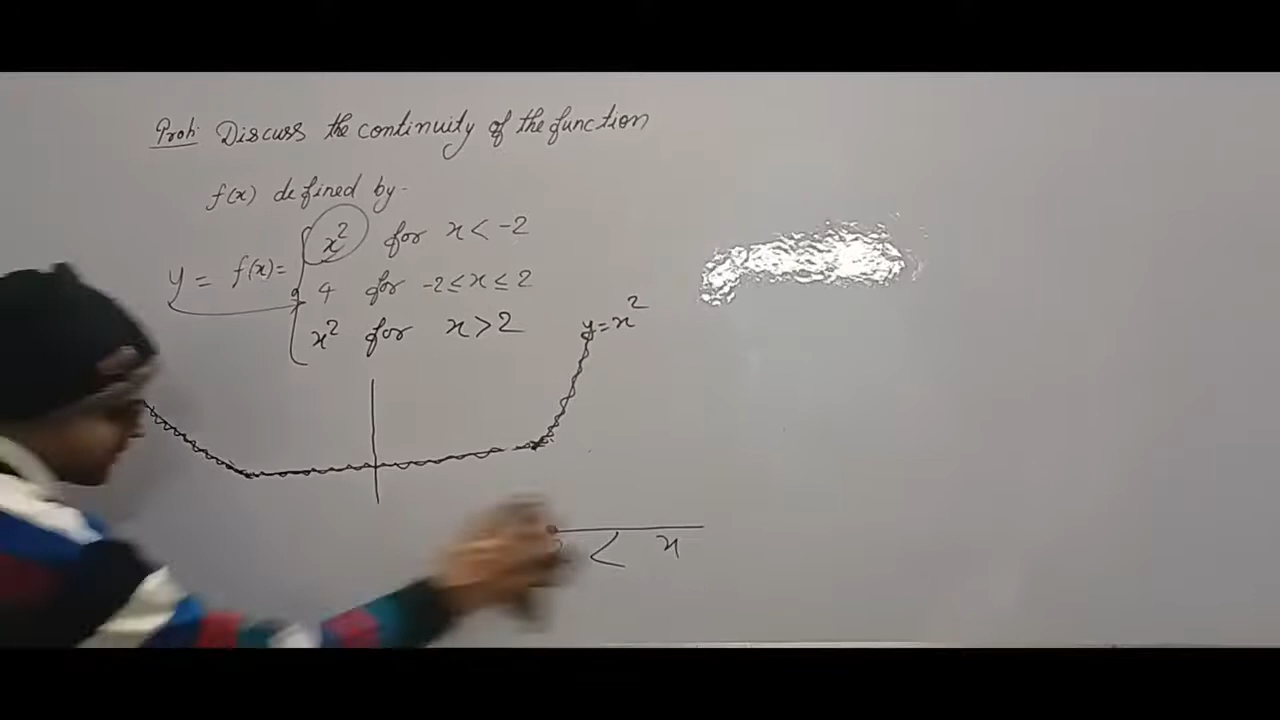 Prob: Discuss the continuity of the function
f(x) defined by-
y = f(x) = { x² for x < -2
4 for -2 ≤ x ≤ 2
x² for x > 2
y = x²
< x